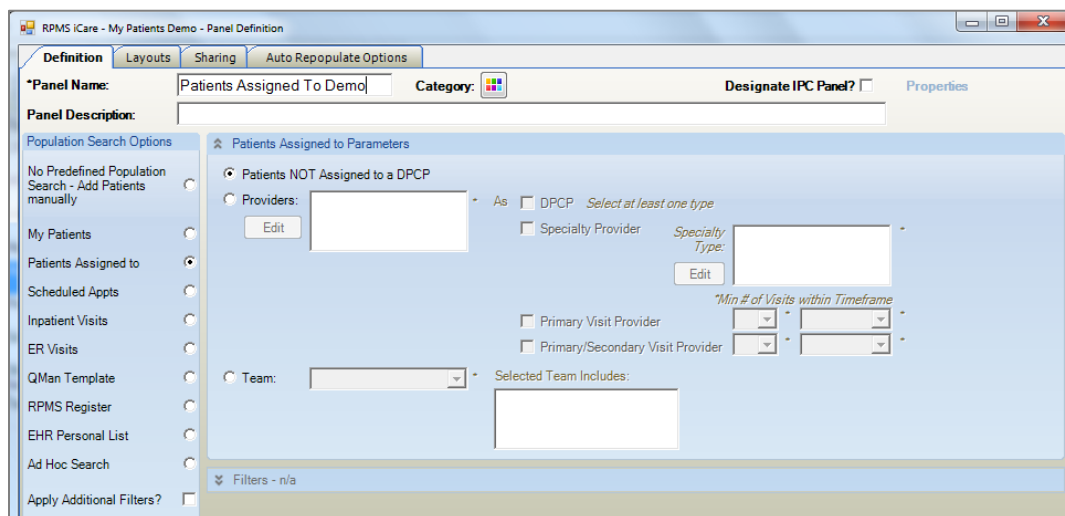 RPMS iCare - My Patients Demo - Panel Definition
Definition Layouts Sharing Auto Repopulate Options
*Panel Name: Patients Assigned To Demo Category: Designate IPC Panel? Properties
Panel Description:
Population Search Options
No Predefined Population
Search - Add Patients
manually
My Patients
Patients Assigned to
Scheduled Appts
Inpatient Visits
ER Visits
QMan Template
RPMS Register
EHR Personal List
Ad Hoc Search
Apply Additional Filters?
Patients Assigned to Parameters
Patients NOT Assigned to a DPCP
Providers: * As DPCP Select at least one type
Edit
Specialty Provider Specialty *
Type:
Edit
*Min # of Visits within Timeframe
Primary Visit Provider * *
Primary/Secondary Visit Provider * *
Team: * Selected Team Includes:
Filters - n/a